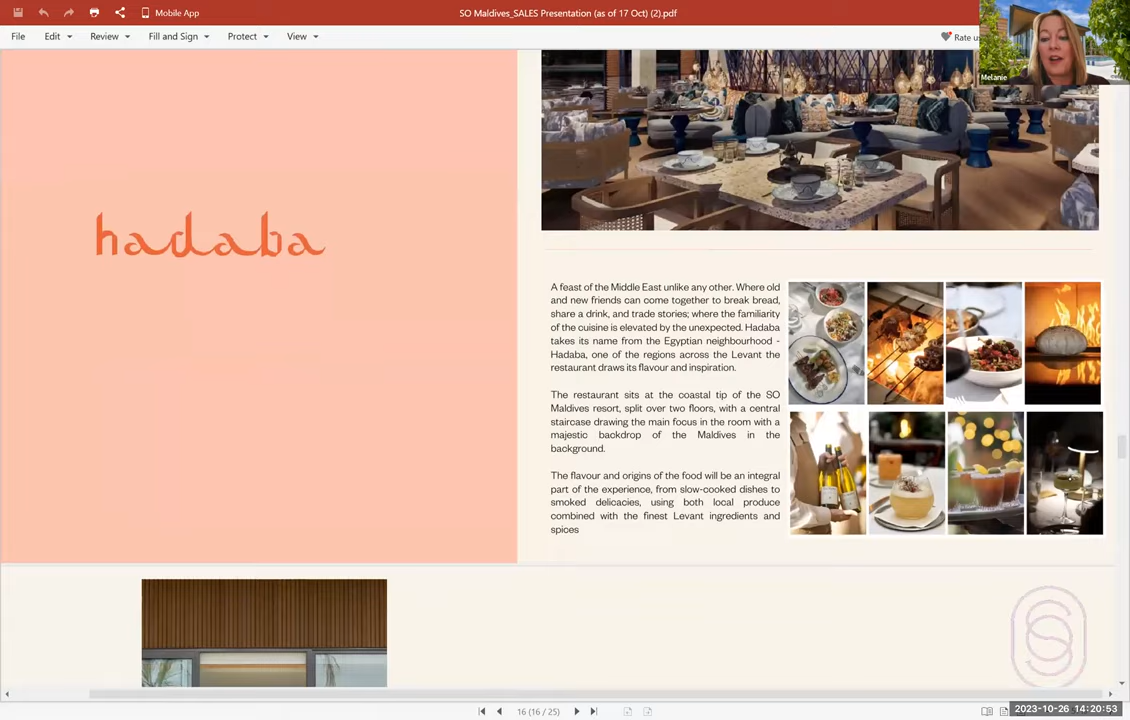 Mobile App
SO Maldives_SALES Presentation (as of 17 Oct) (2).pdf
File
Edit
Review
Fill and Sign
Protect
View
Rate
Melanie
hadaba
A feast of the Middle East unlike any other. Where old
and new friends can come together to break bread,
share a drink, and trade stories; where the familiarity
of the cuisine is elevated by the unexpected. Hadaba
takes its name from the Egyptian neighbourhood -
Hadaba, one of the regions across the Levant the
restaurant draws its flavour and inspiration.
The restaurant sits at the coastal tip of the SO
Maldives resort, split over two floors, with a central
staircase drawing the main focus in the room with a
majestic backdrop of the Maldives in the
background.
The flavour and origins of the food will be an integral
part of the experience, from slow-cooked dishes to
smoked delicacies, using both local produce
combined with the finest Levant ingredients and
spices
16 (16 / 25)
2023-10-26 14:20:53